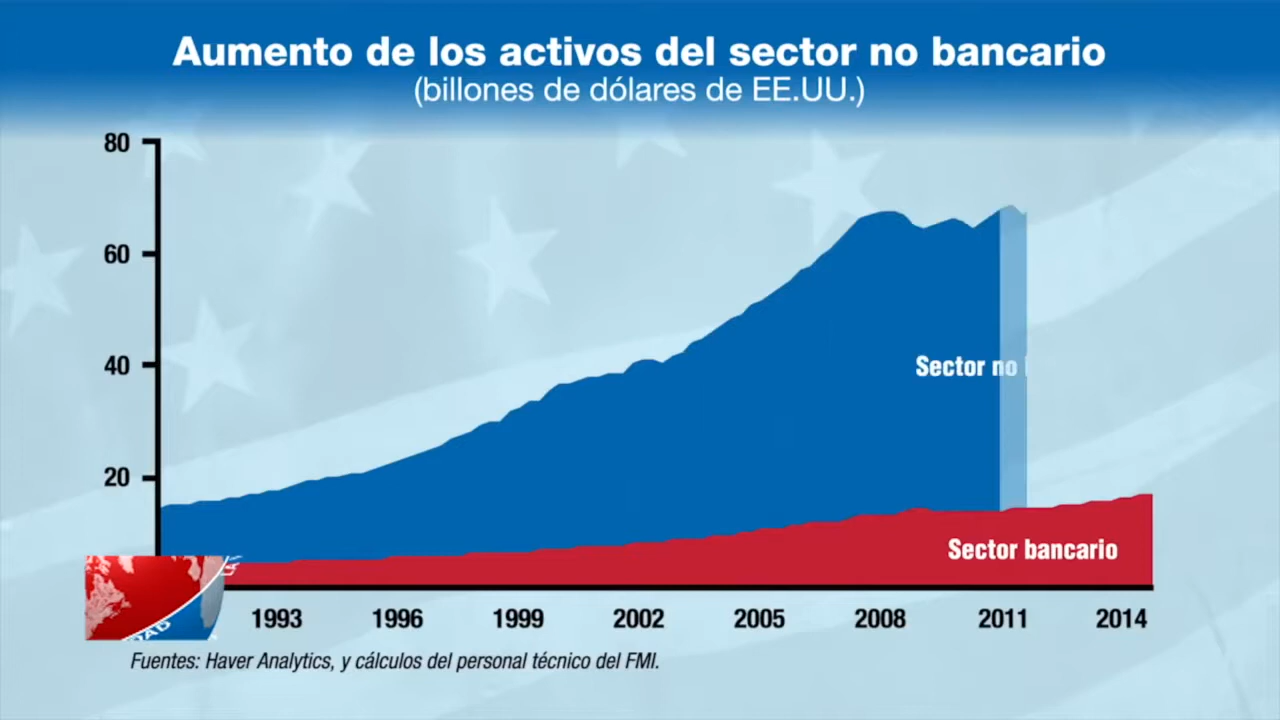 Aumento de los activos del sector no bancario
(billones de dólares de EE.UU.)
80
60
40
20
Sector no
Sector bancario
1993 1996 1999 2002 2005 2008 2011 2014
Fuentes: Haver Analytics, y cálculos del personal técnico del FMI.